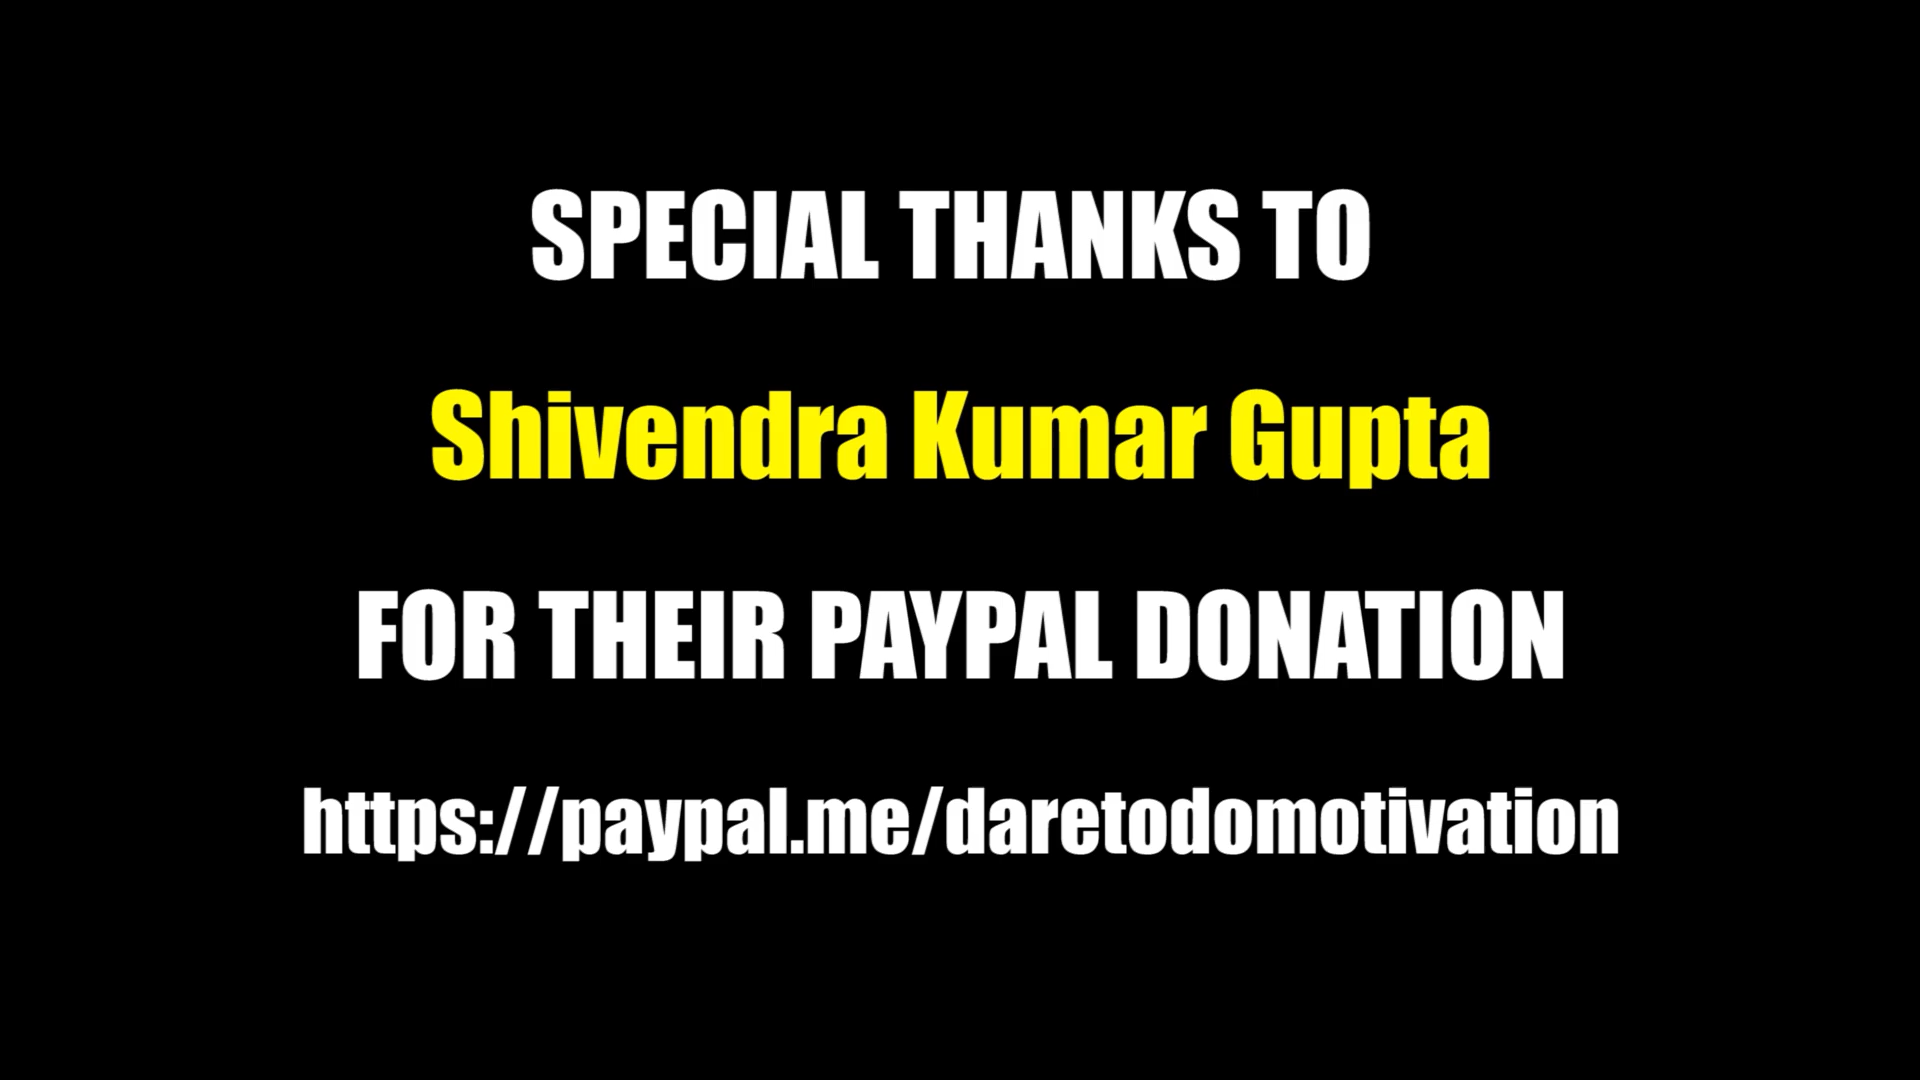 SPECIAL THANKS TO
Shivendra Kumar Gupta
FOR THEIR PAYPAL DONATION
https://paypal.me/daretodomotivation